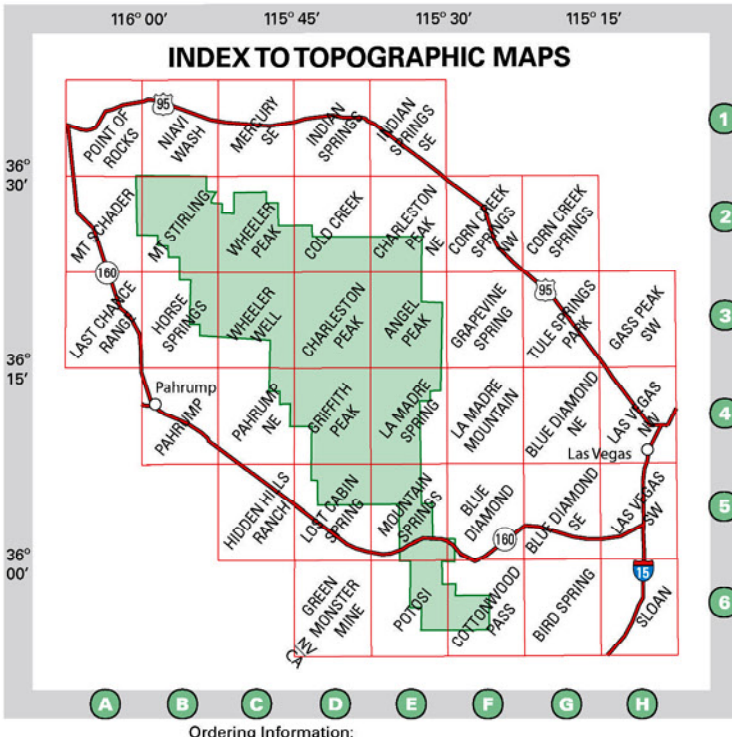 116° 00'
115° 45'
115° 30'
115° 15'
INDEX TO TOPOGRAPHIC MAPS
95
POINT OF
ROCKS
NIAVI
WASH
MERCURY
SE
INDIAN
SPRINGS
INDIAN
SPRINGS
SE
1
36°
30'
MT SCHADER
MT STIRLING
WHEELER
PEAK
COLD CREEK
CHARLESTON
PEAK
NE
CORN CREEK
SPRINGS
NW
CORN CREEK
SPRINGS
2
160
95
LAST CHANCE
RANGE
HORSE
SPRINGS
WHEELER
WELL
CHARLESTON
PEAK
ANGEL
PEAK
GRAPEVINE
SPRING
TULE SPRINGS
PARK
GASS PEAK
SW
3
36°
15'
Pahrump
PAHRUMP
PAHRUMP
NE
GRIFFITH
PEAK
LA MADRE
SPRING
LA MADRE
MOUNTAIN
BLUE DIAMOND
NE
LAS VEGAS
NW
4
Las Vegas
HIDDEN HILLS
RANCH
LOST CABIN
SPRING
MOUNTAIN
SPRINGS
BLUE
DIAMOND
160
BLUE DIAMOND
SE
LAS VEGAS
SW
5
36°
00'
15
GREEN
MONSTER
MINE
POTOSI
COTTONWOOD
PASS
BIRD SPRING
SLOAN
6
NV
CA
A
B
C
D
E
F
G
H
Ordering Information: